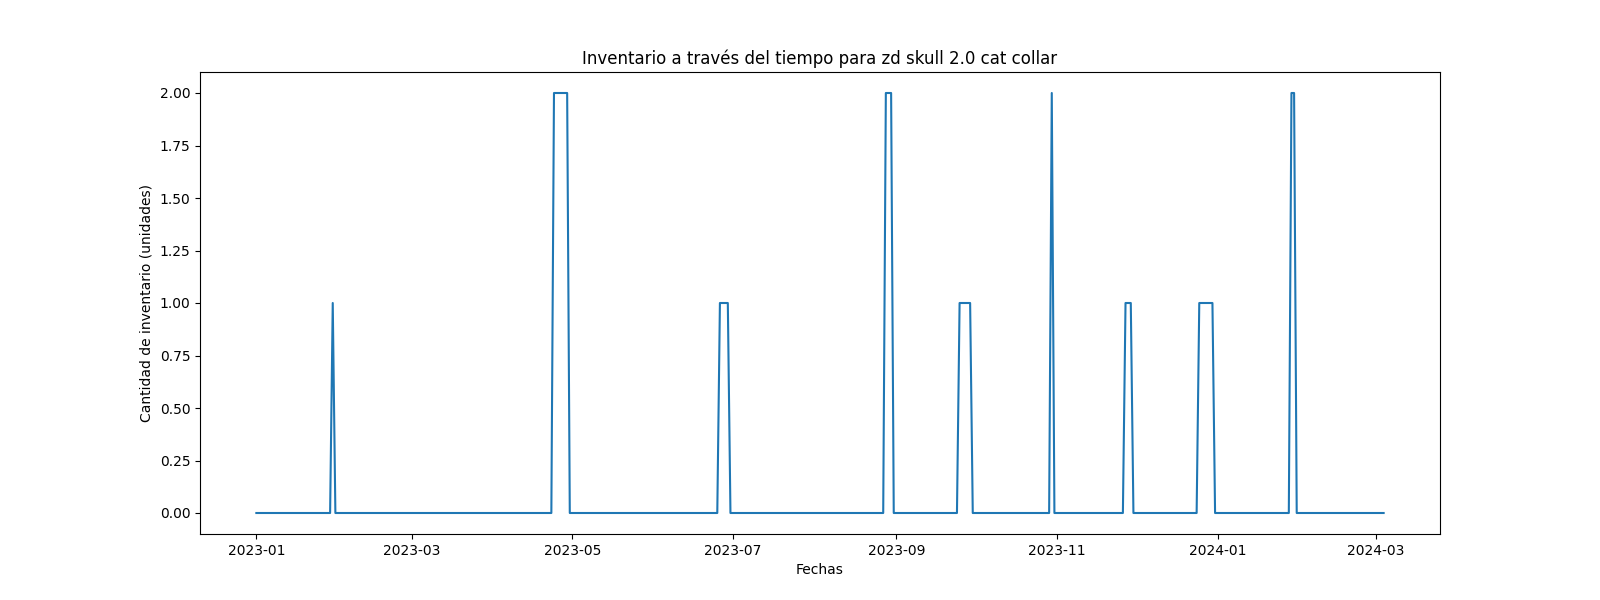 Inventario a través del tiempo para zd skull 2.0 cat collar
2.00
1.75
1.50
1.25
1.00
0.75
0.50
0.25
0.00
Cantidad de inventario (unidades)
2023-01 2023-03 2023-05 2023-07 2023-09 2023-11 2024-01 2024-03
Fechas